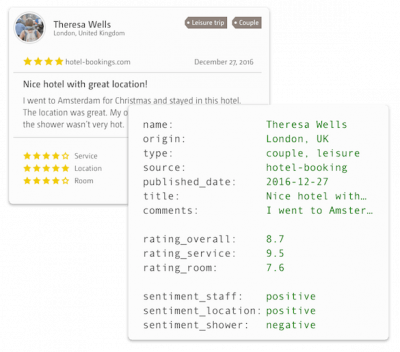 Theresa Wells
London, United Kingdom
Leisure trip
Couple
hotel-bookings.com
December 27, 2016
Nice hotel with great location!
I went to Amsterdam for Christmas and stayed in this hotel.
The location was great. My o
the shower wasn't very hot.
Service
Location
Room
name: Theresa Wells
origin: London, UK
type: couple, leisure
source: hotel-booking
published_date: 2016-12-27
title: Nice hotel with…
comments: I went to Amster…
rating_overall: 8.7
rating_service: 9.5
rating_room: 7.6
sentiment_staff: positive
sentiment_location: positive
sentiment_shower: negative